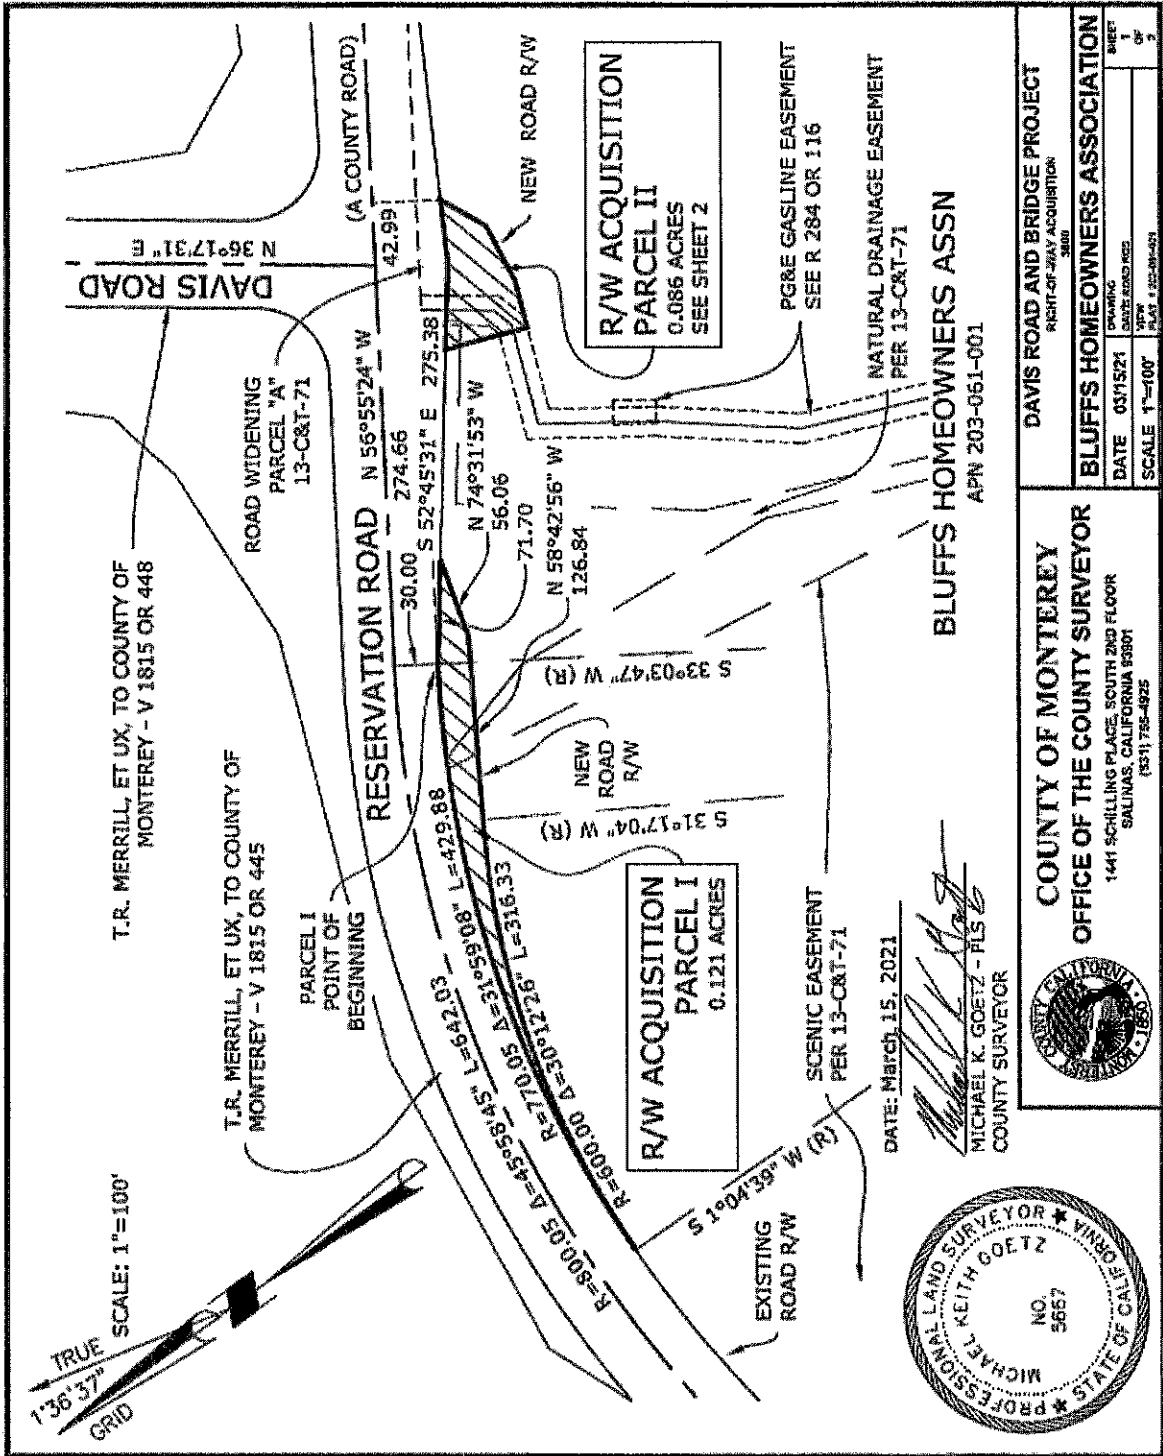 TRUE
1°36'37"
GRID
SCALE: 1"=100'
T.R. MERRILL, ET UX, TO COUNTY OF
MONTEREY - V 1815 OR 448
T.R. MERRILL, ET UX, TO COUNTY OF
MONTEREY - V 1815 OR 445
PARCEL I
POINT OF
BEGINNING
ROAD WIDENING
PARCEL "A"
13-C&T-71
DAVIS ROAD
N 36°17'31" E
(A COUNTY ROAD)
RESERVATION ROAD
N 56°55'24" W
274.66
42.99
30.00
S 52°45'31" E 275.38
N 74°31'53" W
56.06
71.70
N 58°42'56" W
126.84
R=800.05 Δ=45°58'45" L=642.03
R=770.05 Δ=31°59'08" L=429.88
R=600.00 Δ=30°12'26" L=316.33
S 33°03'47" W (R)
S 31°17'04" W (R)
S 1°04'39" W (R)
NEW
ROAD
R/W
NEW ROAD R/W
EXISTING
ROAD R/W
R/W ACQUISITION
PARCEL I
0.121 ACRES
R/W ACQUISITION
PARCEL II
0.086 ACRES
SEE SHEET 2
PG&E GASLINE EASEMENT
SEE R 284 OR 116
NATURAL DRAINAGE EASEMENT
PER 13-C&T-71
SCENIC EASEMENT
PER 13-C&T-71
BLUFFS HOMEOWNERS ASSN
APN 203-061-001
DATE: March 15, 2021
MICHAEL K. GOETZ - PLS
COUNTY SURVEYOR
PROFESSIONAL LAND SURVEYOR
MICHAEL KEITH GOETZ
NO.
5667
STATE OF CALIFORNIA
MONTEREY COUNTY CALIFORNIA
1850
COUNTY OF MONTEREY
OFFICE OF THE COUNTY SURVEYOR
1441 SCHILLING PLACE, SOUTH 2ND FLOOR
SALINAS, CALIFORNIA 93901
(831) 755-4925
DAVIS ROAD AND BRIDGE PROJECT
RIGHT-OF-WAY ACQUISITION
BLUFFS HOMEOWNERS ASSOCIATION
DATE 03/15/21
SCALE 1"=100'
DRAWING
VIEW
SHEET
1
OF
2